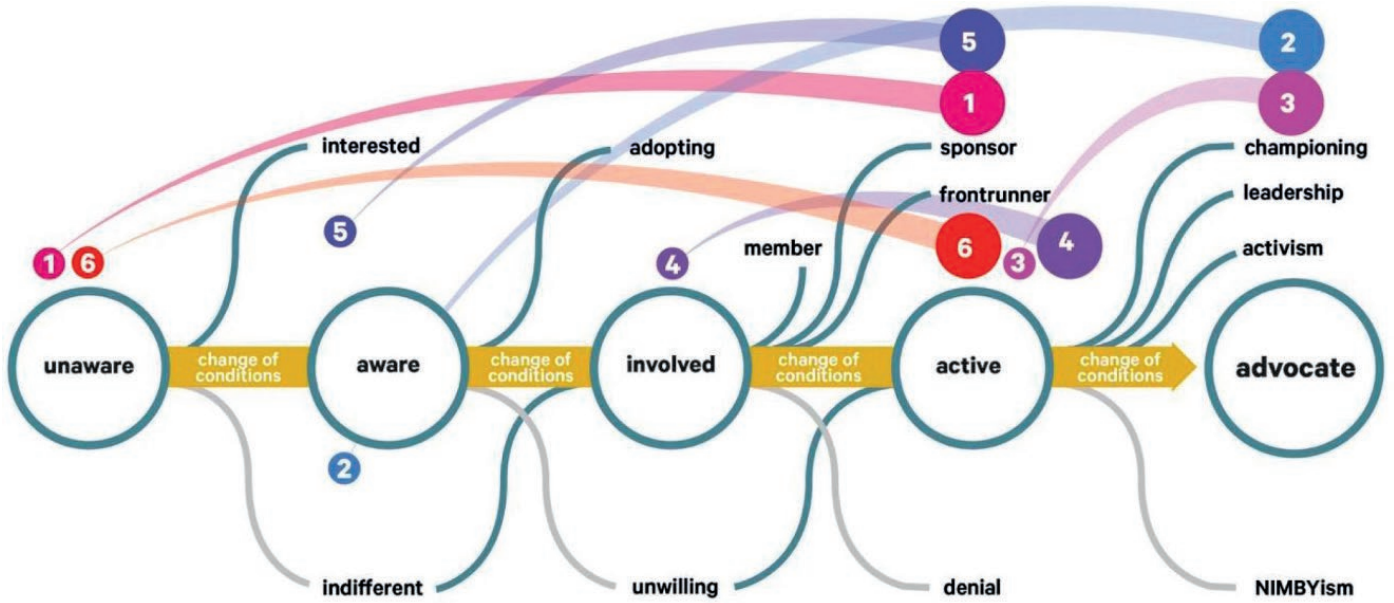 5
2
1
3
interested
adopting
sponsor
championing
frontrunner
leadership
5
member
6
4
activism
1
6
4
3
unaware
change of
conditions
aware
change of
conditions
involved
change of
conditions
active
change of
conditions
advocate
2
indifferent
unwilling
denial
NIMBYism